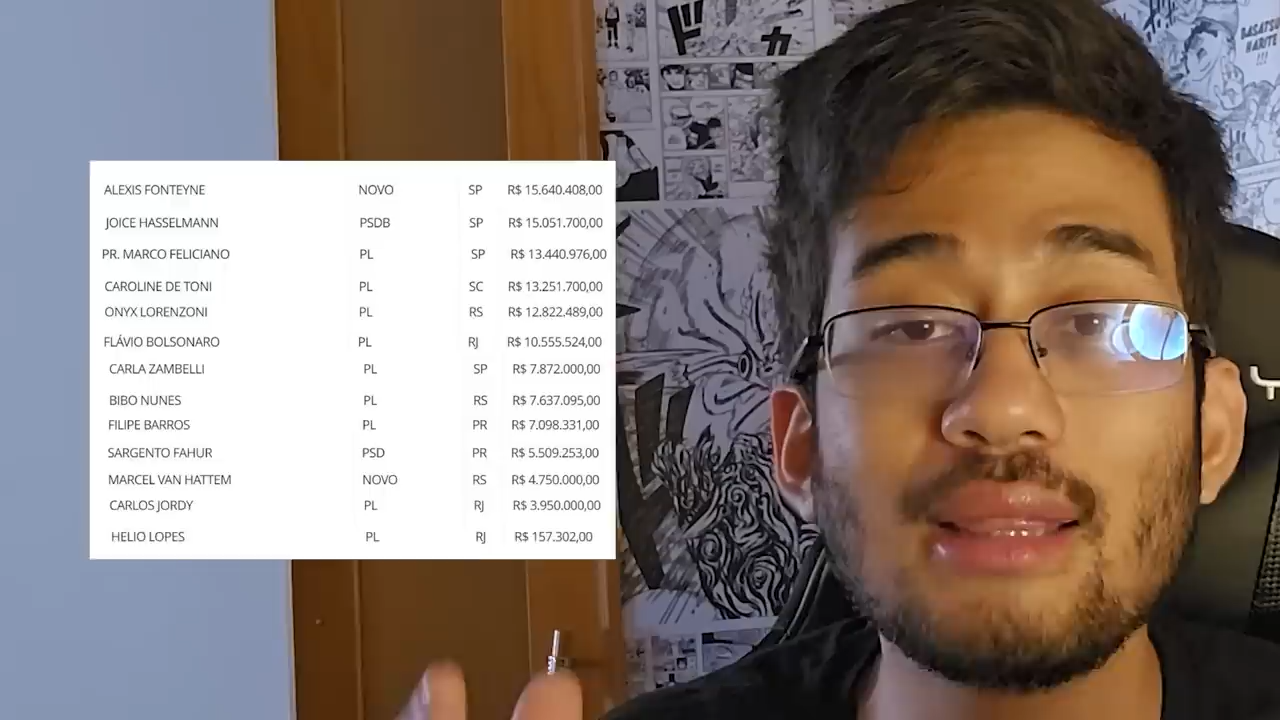 ALEXIS FONTEYNE NOVO SP R$ 15.640.408,00
JOICE HASSELMANN PSDB SP R$ 15.051.700,00
PR. MARCO FELICIANO PL SP R$ 13.440.976,00
CAROLINE DE TONI PL SC R$ 13.251.700,00
ONYX LORENZONI PL RS R$ 12.822.489,00
FLÁVIO BOLSONARO PL RJ R$ 10.555.524,00
CARLA ZAMBELLI PL SP R$ 7.872.000,00
BIBO NUNES PL RS R$ 7.637.095,00
FILIPE BARROS PL PR R$ 7.098.331,00
SARGENTO FAHUR PSD PR R$ 5.509.253,00
MARCEL VAN HATTEM NOVO RS R$ 4.750.000,00
CARLOS JORDY PL RJ R$ 3.950.000,00
HELIO LOPES PL RJ R$ 157.302,00
ドカ
HARITE
!!!